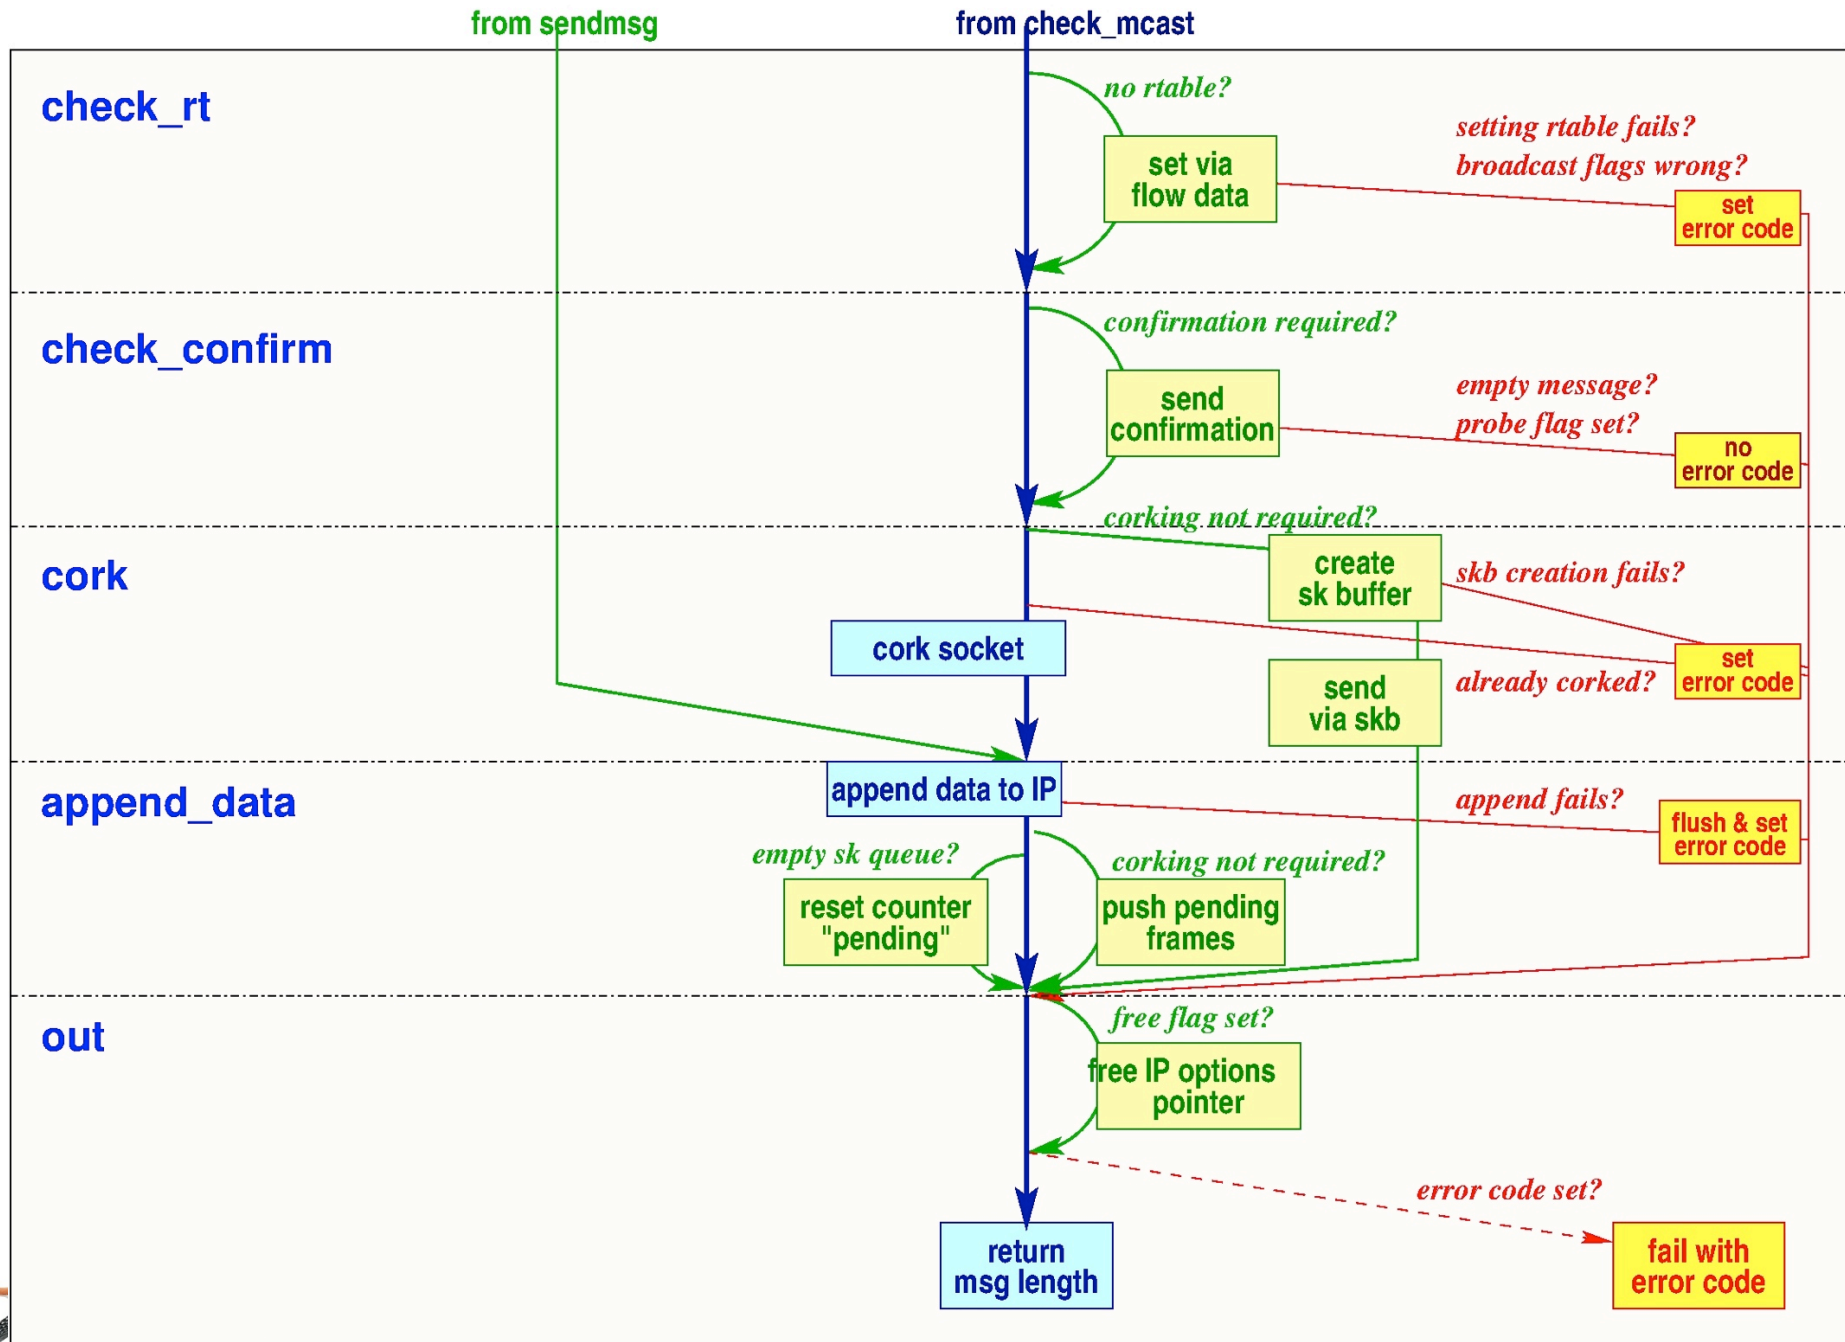 from sendmsg
from check_mcast
check_rt
no rtable?
set via
flow data
setting rtable fails?
broadcast flags wrong?
set
error code
check_confirm
confirmation required?
send
confirmation
empty message?
probe flag set?
no
error code
cork
corking not required?
create
sk buffer
skb creation fails?
cork socket
send
via skb
already corked?
set
error code
append_data
append data to IP
append fails?
flush & set
error code
empty sk queue?
corking not required?
reset counter
"pending"
push pending
frames
out
free flag set?
free IP options
pointer
error code set?
return
msg length
fail with
error code